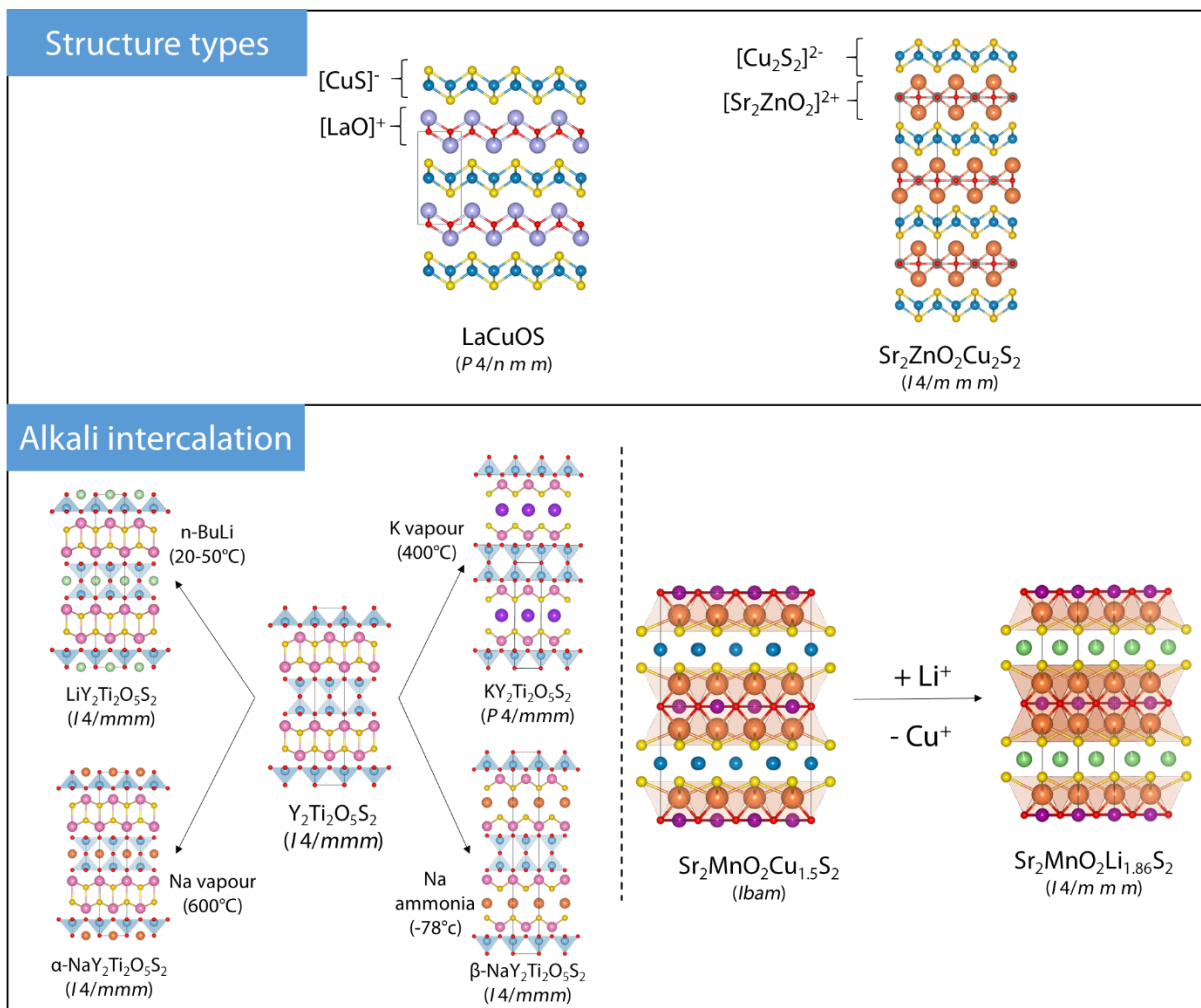 Structure types
[CuS]⁻
[LaO]⁺
LaCuOS
(P 4/n m m)
[Cu₂S₂]²⁻
[Sr₂ZnO₂]²⁺
Sr₂ZnO₂Cu₂S₂
(I 4/m m m)
Alkali intercalation
n-BuLi
(20-50°C)
LiY₂Ti₂O₅S₂
(I 4/mmm)
K vapour
(400°C)
KY₂Ti₂O₅S₂
(P 4/mmm)
Y₂Ti₂O₅S₂
(I 4/mmm)
Na vapour
(600°C)
α-NaY₂Ti₂O₅S₂
(I 4/mmm)
Na
ammonia
(-78°c)
β-NaY₂Ti₂O₅S₂
(I 4/mmm)
Sr₂MnO₂Cu₁.₅S₂
(Ibam)
+ Li⁺
- Cu⁺
Sr₂MnO₂Li₁.₈₆S₂
(I 4/m m m)